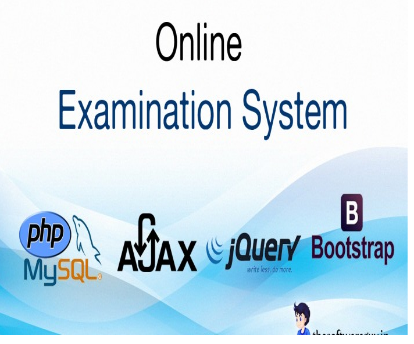 Online
Examination System
php
MySQL
AJAX
jQuery
write less, do more.
B
Bootstrap